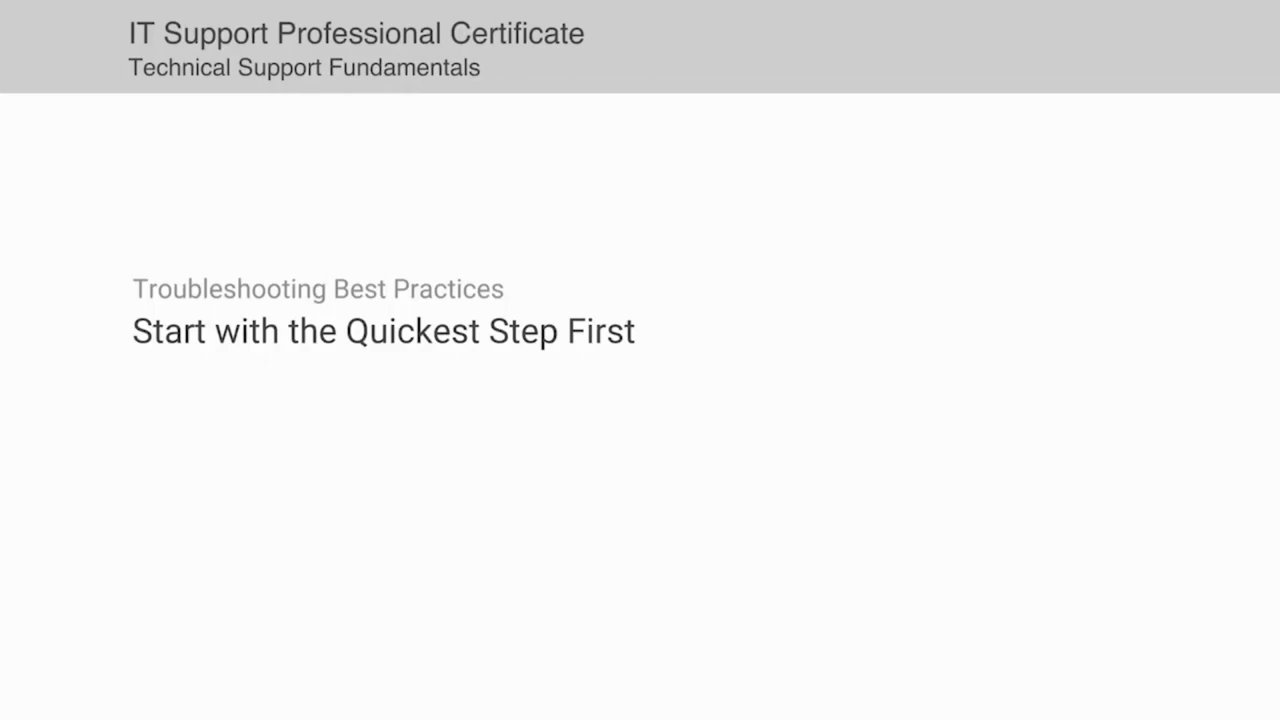 IT Support Professional Certificate
Technical Support Fundamentals
Troubleshooting Best Practices
Start with the Quickest Step First